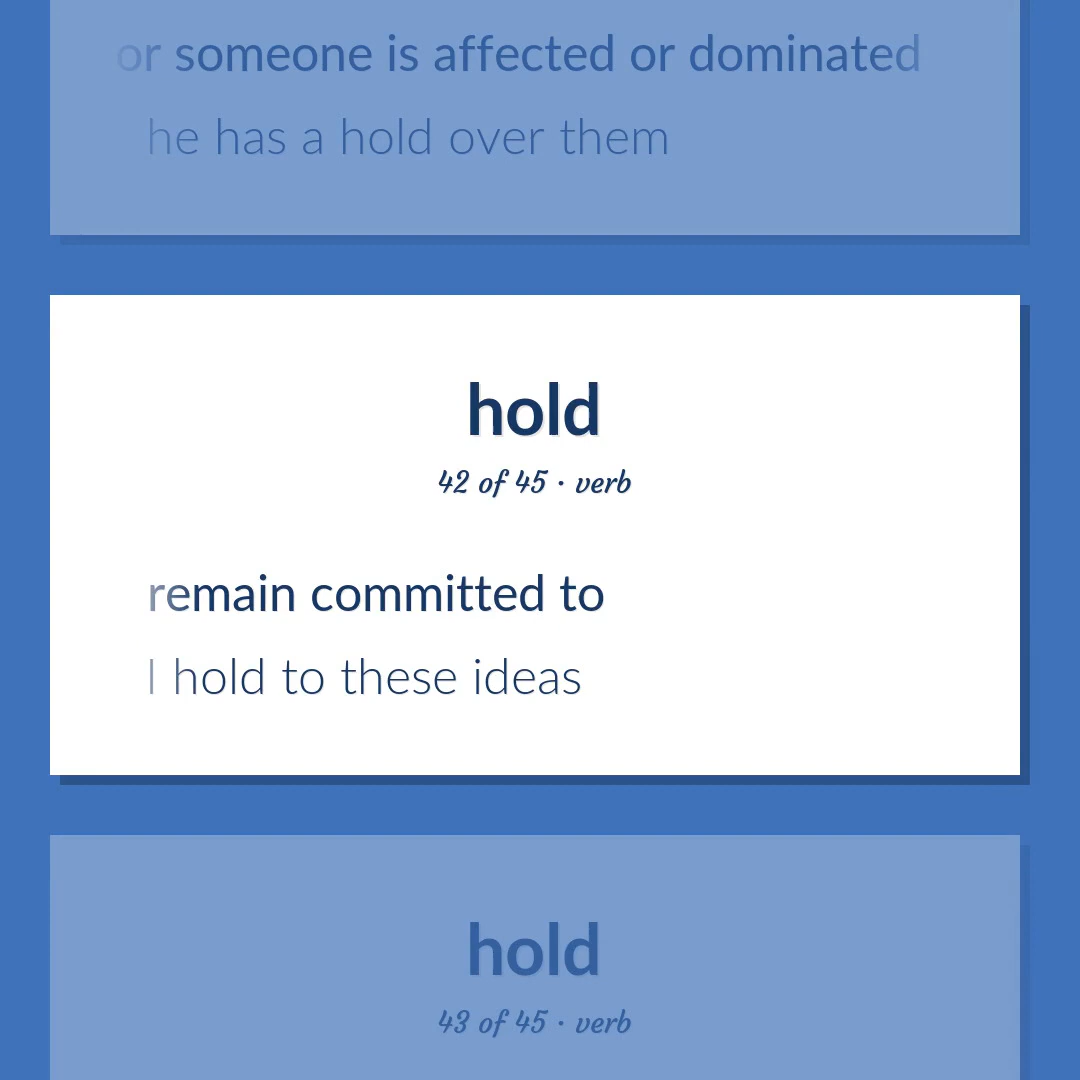 or someone is affected or dominated
he has a hold over them
hold
42 of 45 · verb
remain committed to
I hold to these ideas
hold
43 of 45 · verb